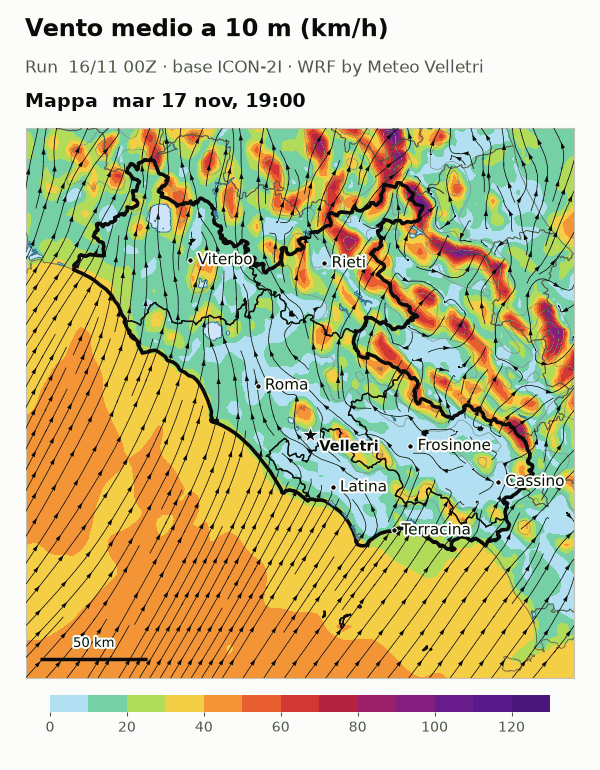 Vento medio a 10 m (km/h)
Run  16/11 00Z · base ICON-2I · WRF by Meteo Velletri
Mappa  mar 17 nov, 19:00
Viterbo
Rieti
Roma
Velletri
Frosinone
Cassino
Latina
Terracina
50 km
0 20 40 60 80 100 120